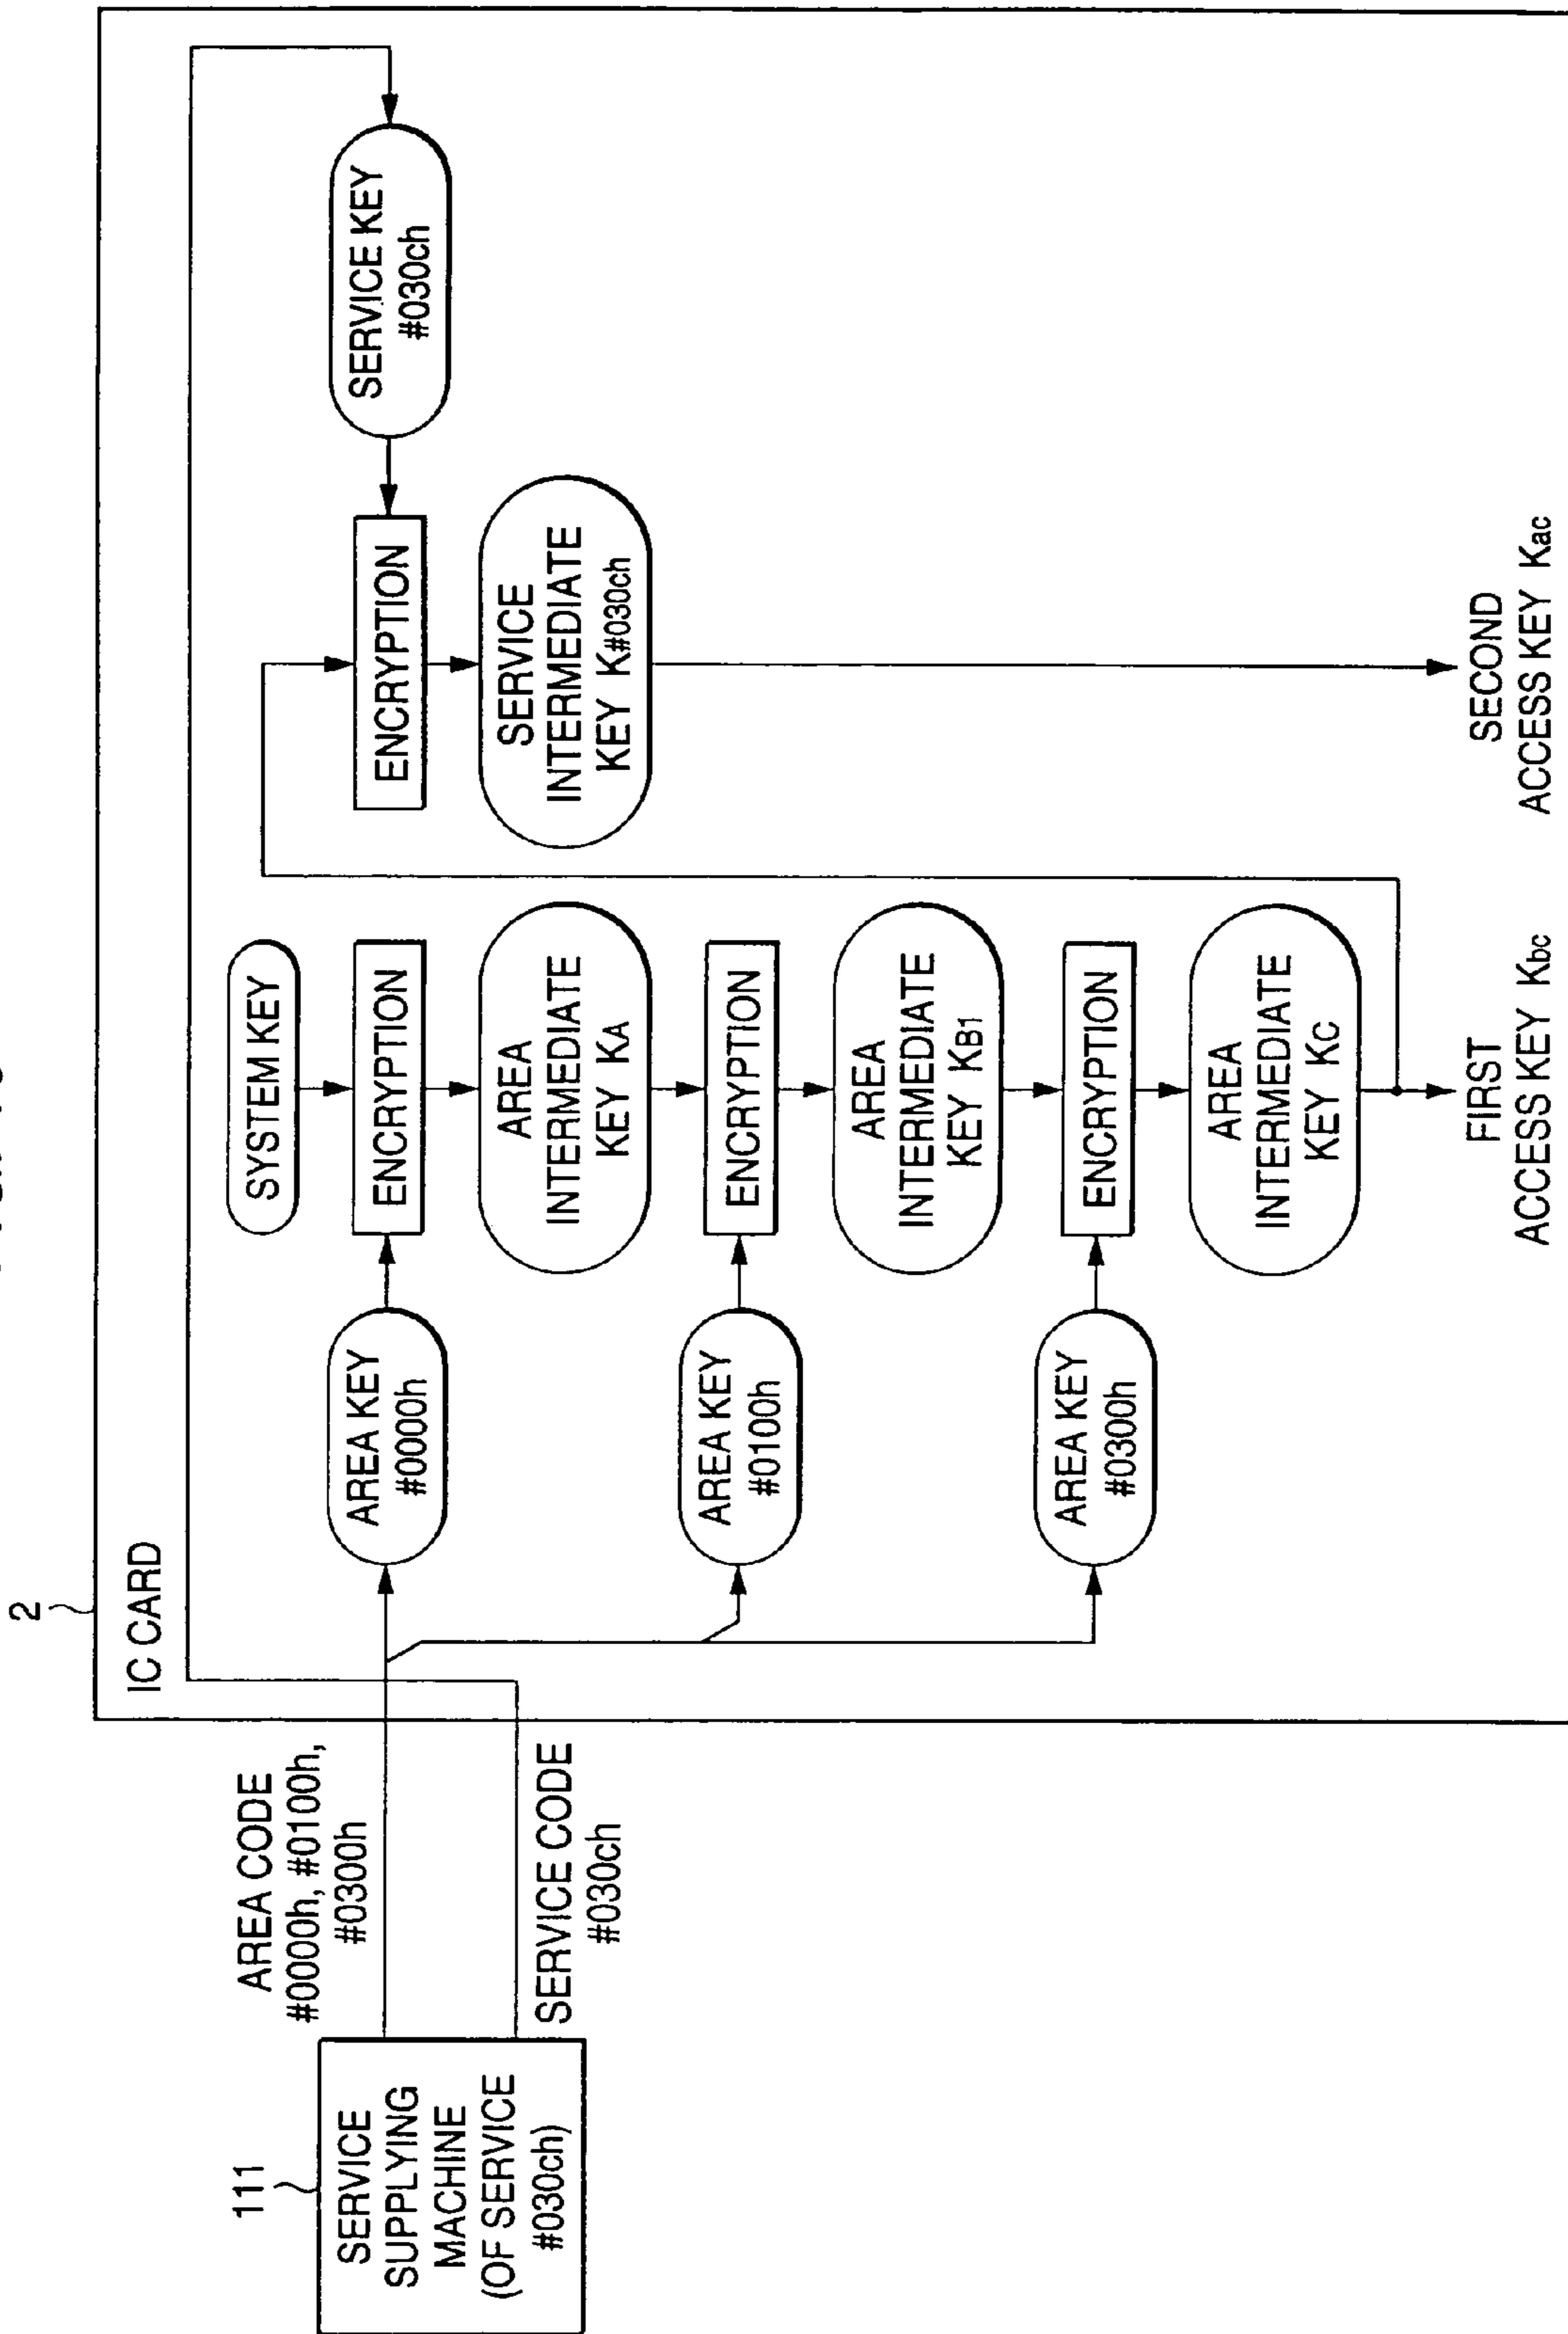 2
IC CARD
111
SERVICE
SUPPLYING
MACHINE
(OF SERVICE
#030ch)
AREA CODE
#0000h, #0100h,
#0300h
SERVICE CODE
#030ch
AREA KEY
#0000h
AREA KEY
#0100h
AREA KEY
#0300h
SYSTEM KEY
ENCRYPTION
AREA
INTERMEDIATE
KEY KA
ENCRYPTION
AREA
INTERMEDIATE
KEY KB1
ENCRYPTION
AREA
INTERMEDIATE
KEY KC
FIRST
ACCESS KEY Kbc
ENCRYPTION
SERVICE
INTERMEDIATE
KEY K#030ch
SERVICE KEY
#030ch
SECOND
ACCESS KEY Kac